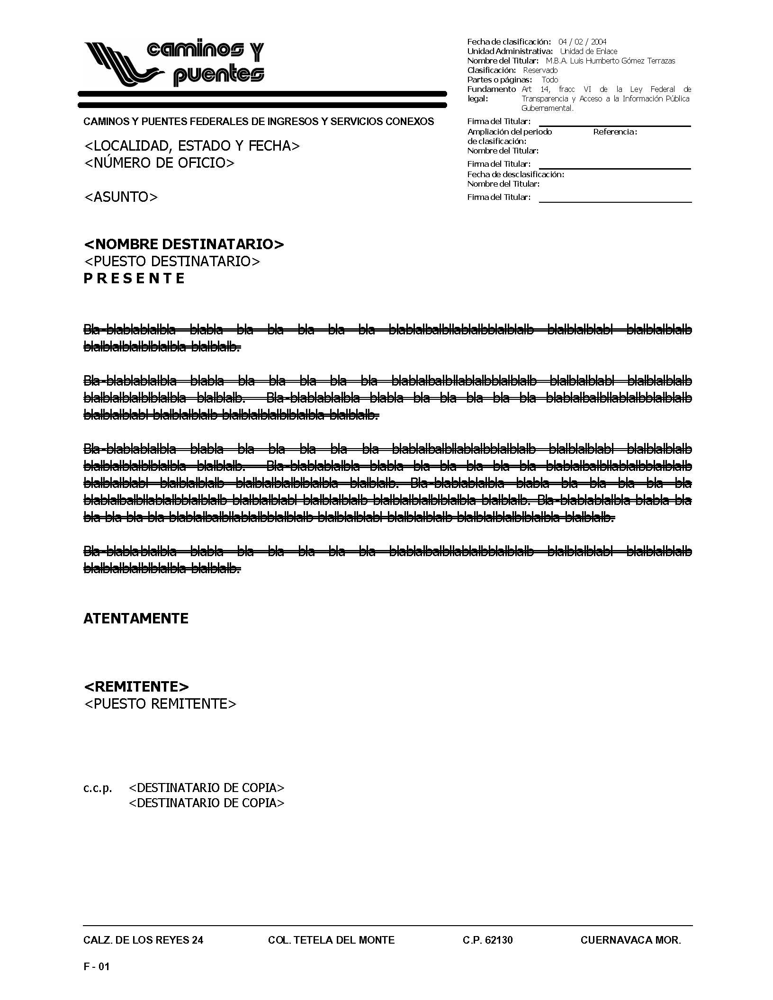 caminos y
puentes
CAMINOS Y PUENTES FEDERALES DE INGRESOS Y SERVICIOS CONEXOS
<LOCALIDAD, ESTADO Y FECHA>
<NÚMERO DE OFICIO>
<ASUNTO>
Fecha de clasificación: 04 / 02 / 2004
Unidad Administrativa: Unidad de Enlace
Nombre del Titular: M.B.A. Luis Humberto Gómez Terrazas
Clasificación: Reservado
Partes o páginas: Todo
Fundamento Art 14, fracc VI de la Ley Federal de
legal: Transparencia y Acceso a la Información Pública
Gubernamental.
Firma del Titular:
Ampliación del periodo Referencia:
de clasificación:
Nombre del Titular:
Firma del Titular:
Fecha de desclasificación:
Nombre del Titular:
Firma del Titular:
<NOMBRE DESTINATARIO>
<PUESTO DESTINATARIO>
P R E S E N T E
Bla-blablablalbla blabla bla bla bla bla bla blablalbalbllablalbblalblalb blalblalblabl blalblalblalb
blalblalblalblblalbla blalblalb.
Bla-blablablalbla blabla bla bla bla bla bla blablalbalbllablalbblalblalb blalblalblabl blalblalblalb
blalblalblalblblalbla blalblalb. Bla-blablablalbla blabla bla bla bla bla bla blablalbalbllablalbblalblalb
blalblalblabl blalblalblalb blalblalblalblblalbla blalblalb.
Bla-blablablalbla blabla bla bla bla bla bla blablalbalbllablalbblalblalb blalblalblabl blalblalblalb
blalblalblalblblalbla blalblalb. Bla-blablablalbla blabla bla bla bla bla bla blablalbalbllablalbblalblalb
blalblalblabl blalblalblalb blalblalblalblblalbla blalblalb. Bla-blablablalbla blabla bla bla bla bla bla
blablalbalbllablalbblalblalb blalblalblabl blalblalblalb blalblalblalblblalbla blalblalb. Bla-blablablalbla blabla bla
bla bla bla bla blablalbalbllablalbblalblalb blalblalblabl blalblalblalb blalblalblalblblalbla blalblalb.
Bla-blablablalbla blabla bla bla bla bla bla blablalbalbllablalbblalblalb blalblalblabl blalblalblalb
blalblalblalblblalbla blalblalb.
ATENTAMENTE
<REMITENTE>
<PUESTO REMITENTE>
c.c.p. <DESTINATARIO DE COPIA>
<DESTINATARIO DE COPIA>
CALZ. DE LOS REYES 24 COL. TETELA DEL MONTE C.P. 62130 CUERNAVACA MOR.
F - 01